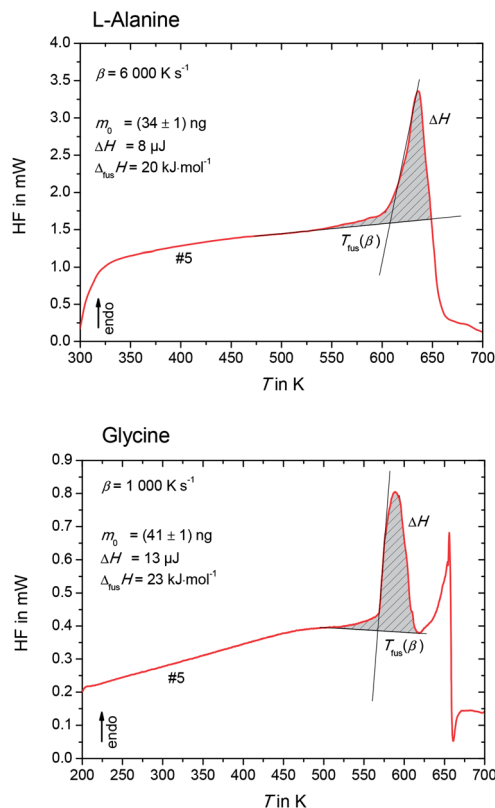 L-Alanine
4.0
3.5
3.0
2.5
2.0
1.5
1.0
0.5
0.0
HF in mW
β = 6 000 K s⁻¹
m₀ = (34 ± 1) ng
ΔH = 8 µJ
Δ_fusH = 20 kJ·mol⁻¹
ΔH
T_fus(β)
#5
endo
300 350 400 450 500 550 600 650 700
T in K
Glycine
0.9
0.8
0.7
0.6
0.5
0.4
0.3
0.2
0.1
0.0
HF in mW
β = 1 000 K s⁻¹
m₀ = (41 ± 1) ng
ΔH = 13 µJ
Δ_fusH = 23 kJ·mol⁻¹
ΔH
T_fus(β)
#5
endo
200 250 300 350 400 450 500 550 600 650 700
T in K